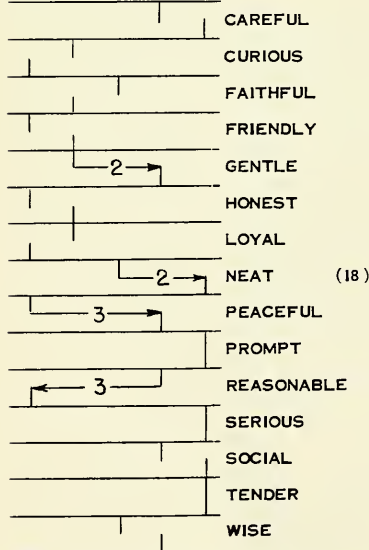 CAREFUL
CURIOUS
FAITHFUL
FRIENDLY
2 GENTLE
HONEST
LOYAL
2 NEAT (18)
3 PEACEFUL
PROMPT
3 REASONABLE
SERIOUS
SOCIAL
TENDER
WISE